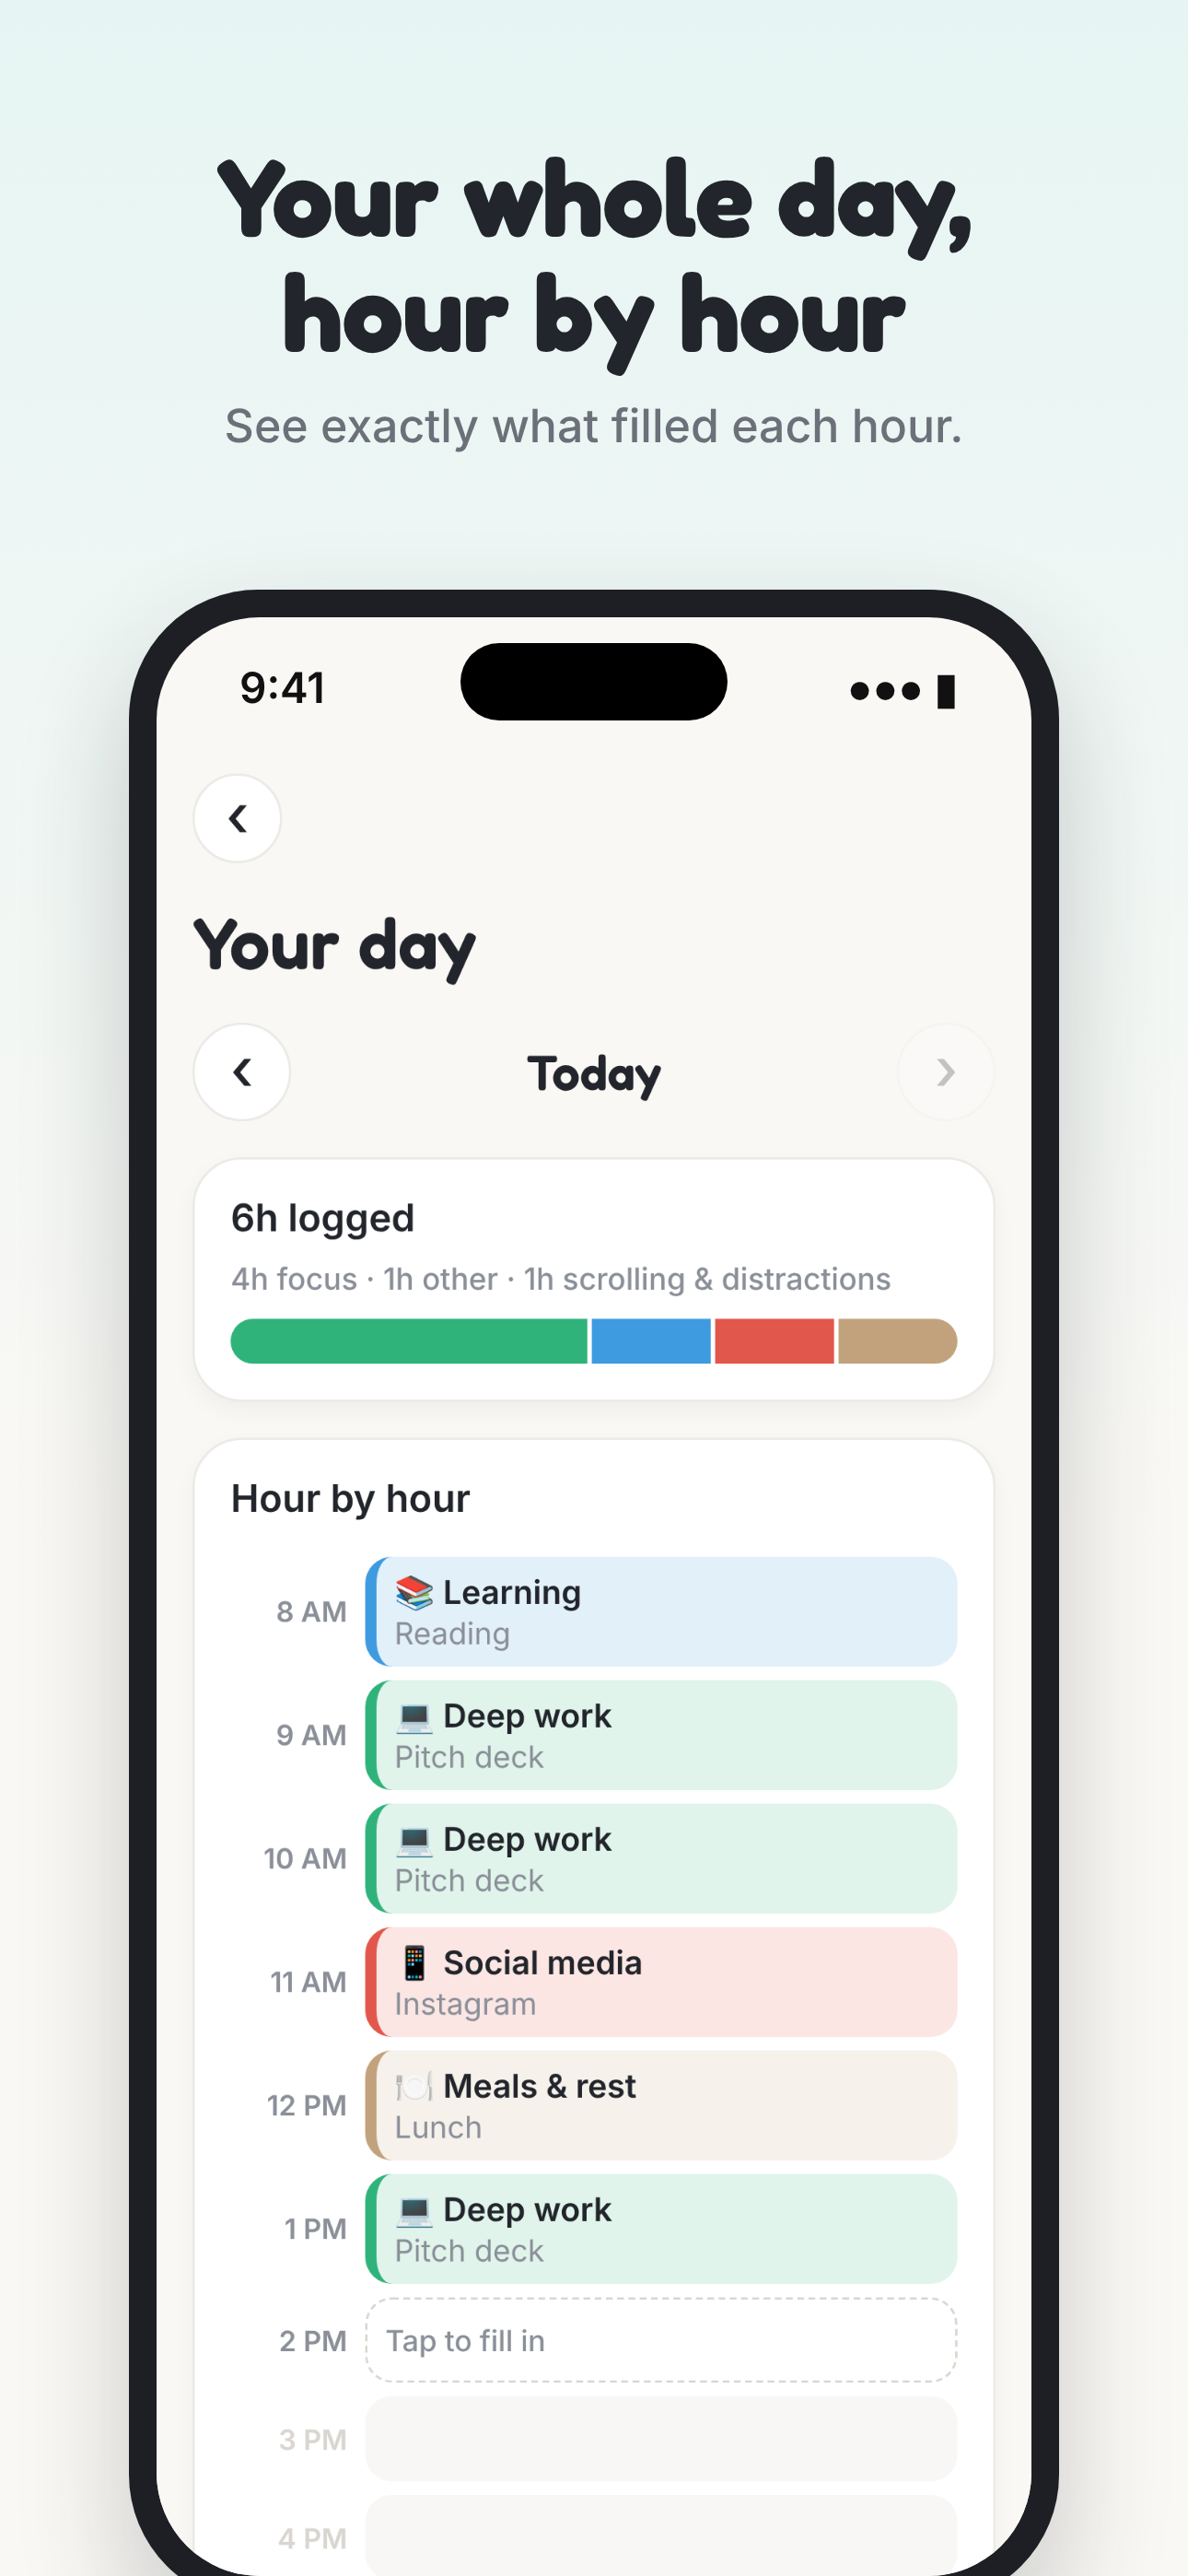 Your whole day,
hour by hour
See exactly what filled each hour.
9:41
Your day
Today
6h logged
4h focus · 1h other · 1h scrolling & distractions
Hour by hour
8 AM
📚 Learning
Reading
9 AM
💻 Deep work
Pitch deck
10 AM
💻 Deep work
Pitch deck
11 AM
📱 Social media
Instagram
12 PM
🍽️ Meals & rest
Lunch
1 PM
💻 Deep work
Pitch deck
2 PM
Tap to fill in
3 PM
4 PM